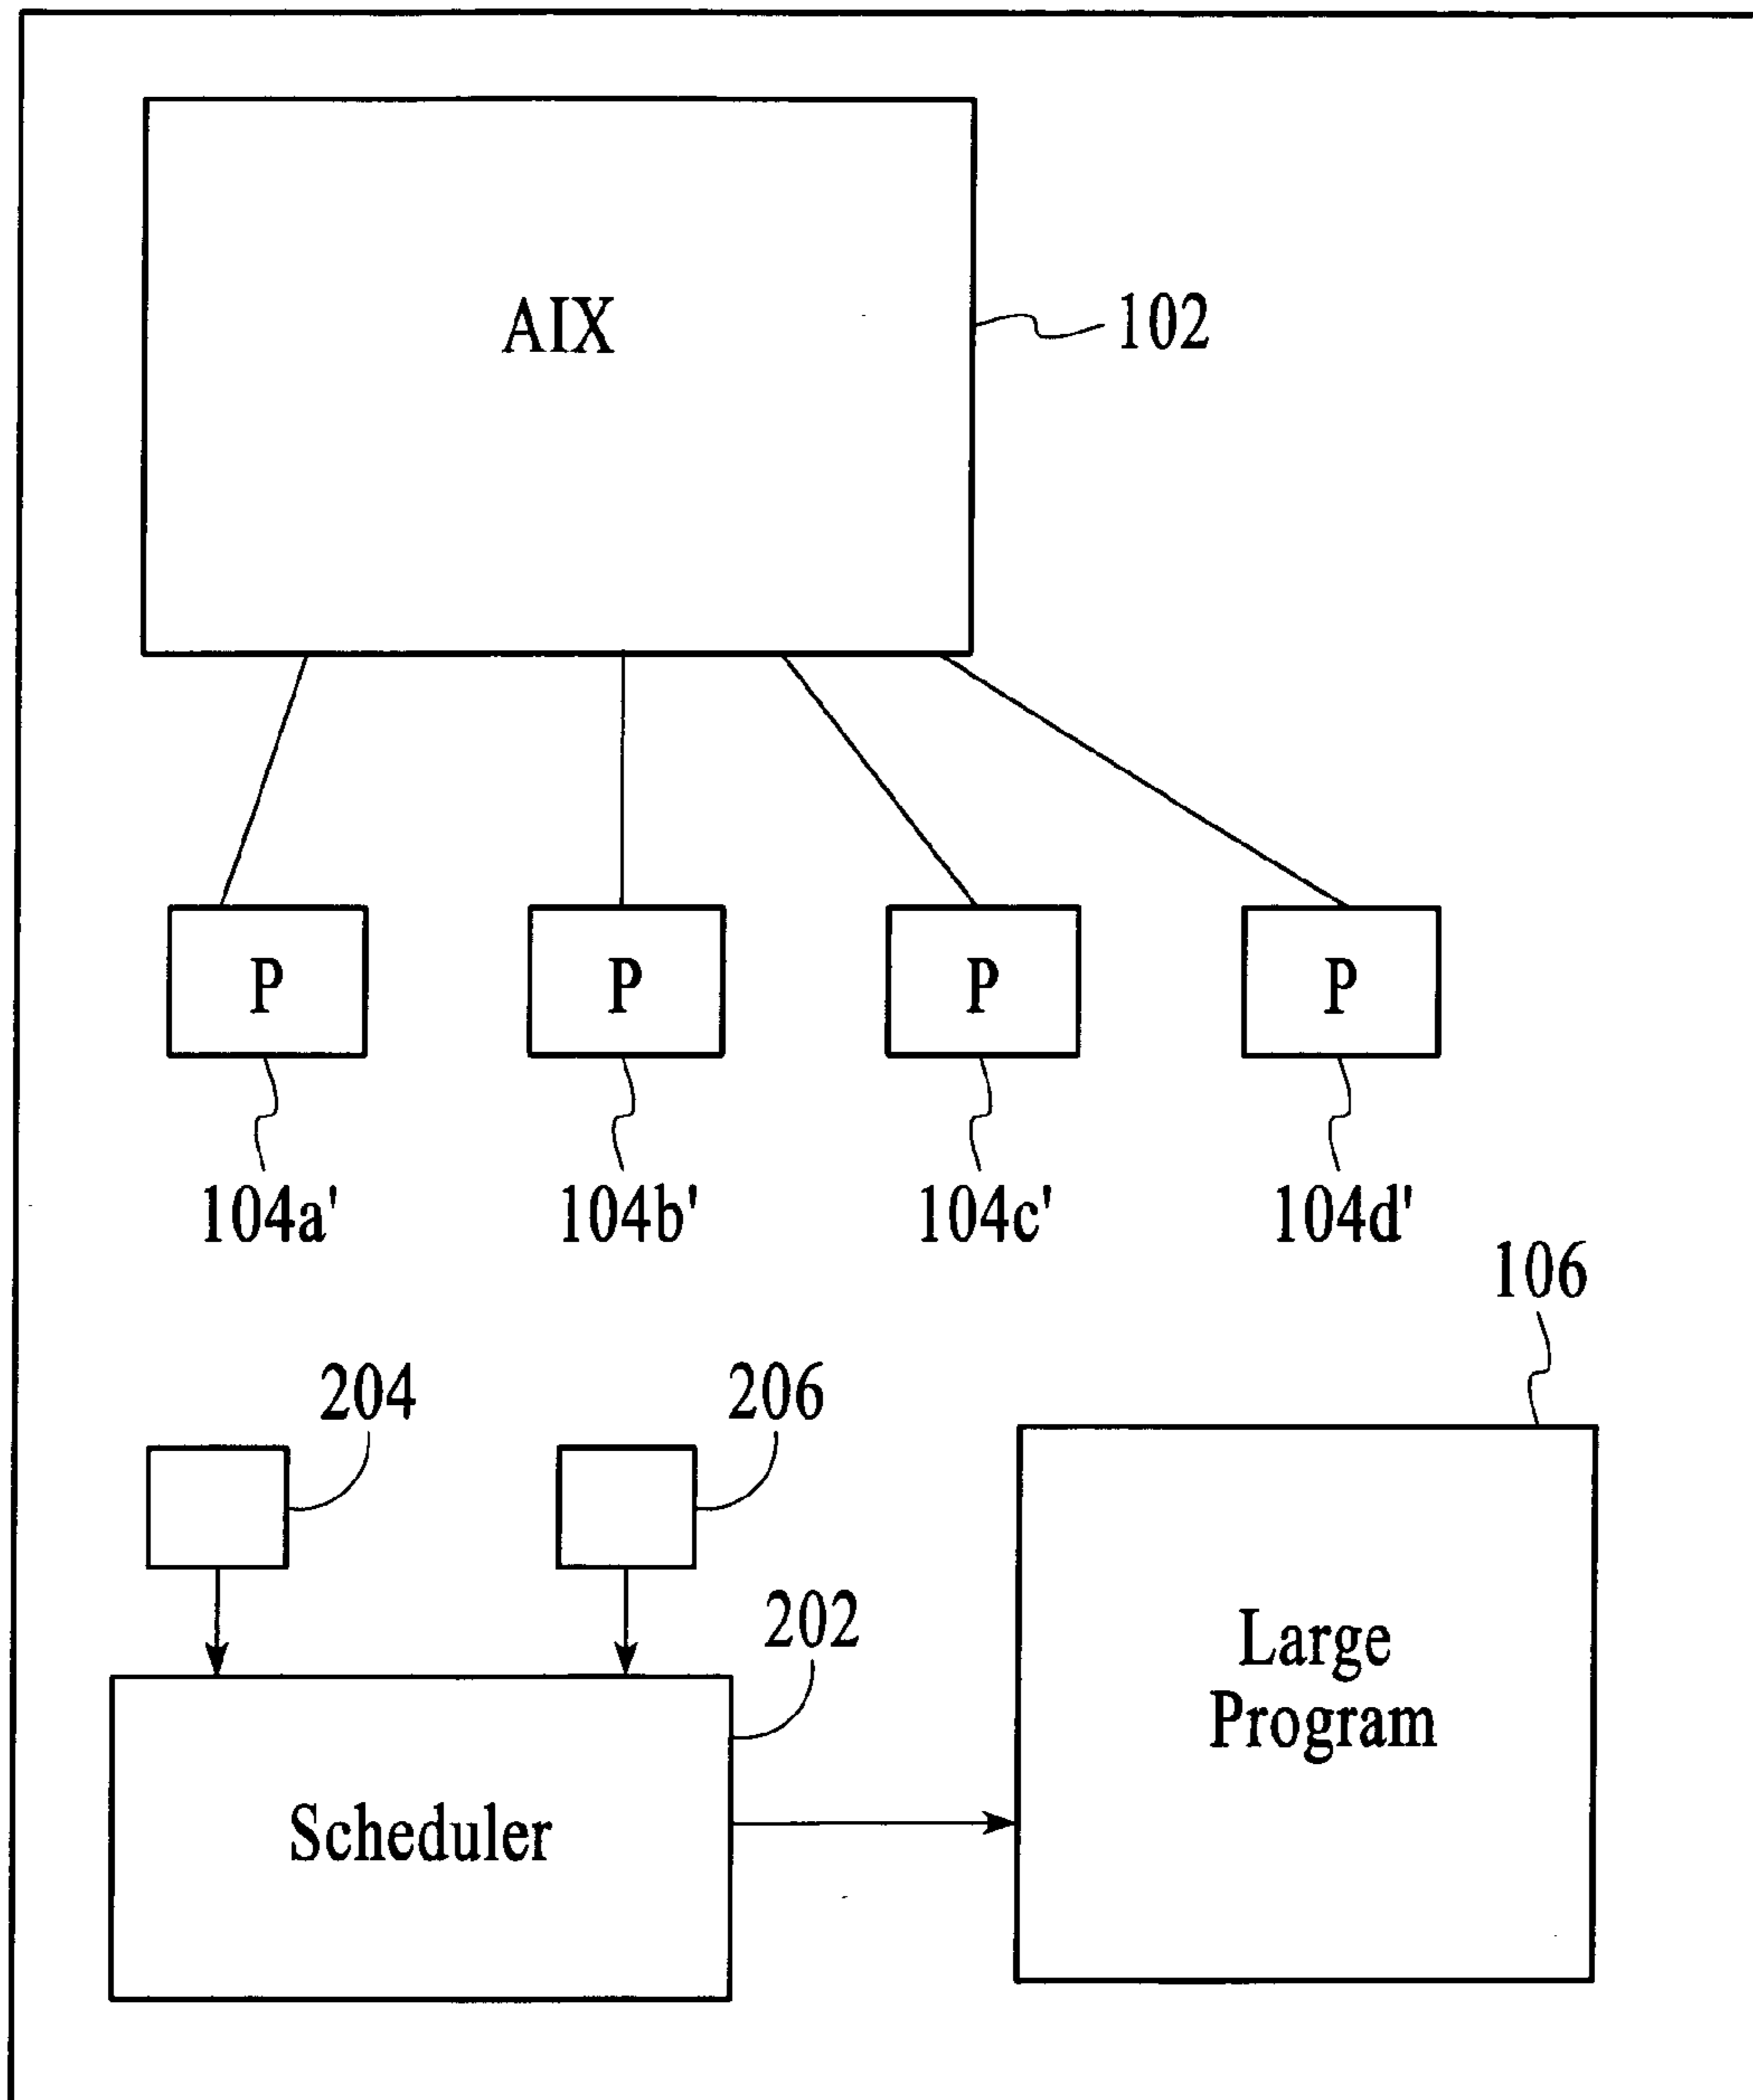 AIX
102
P
P
P
P
104a'
104b'
104c'
104d'
106
204
206
202
Large
Program
Scheduler